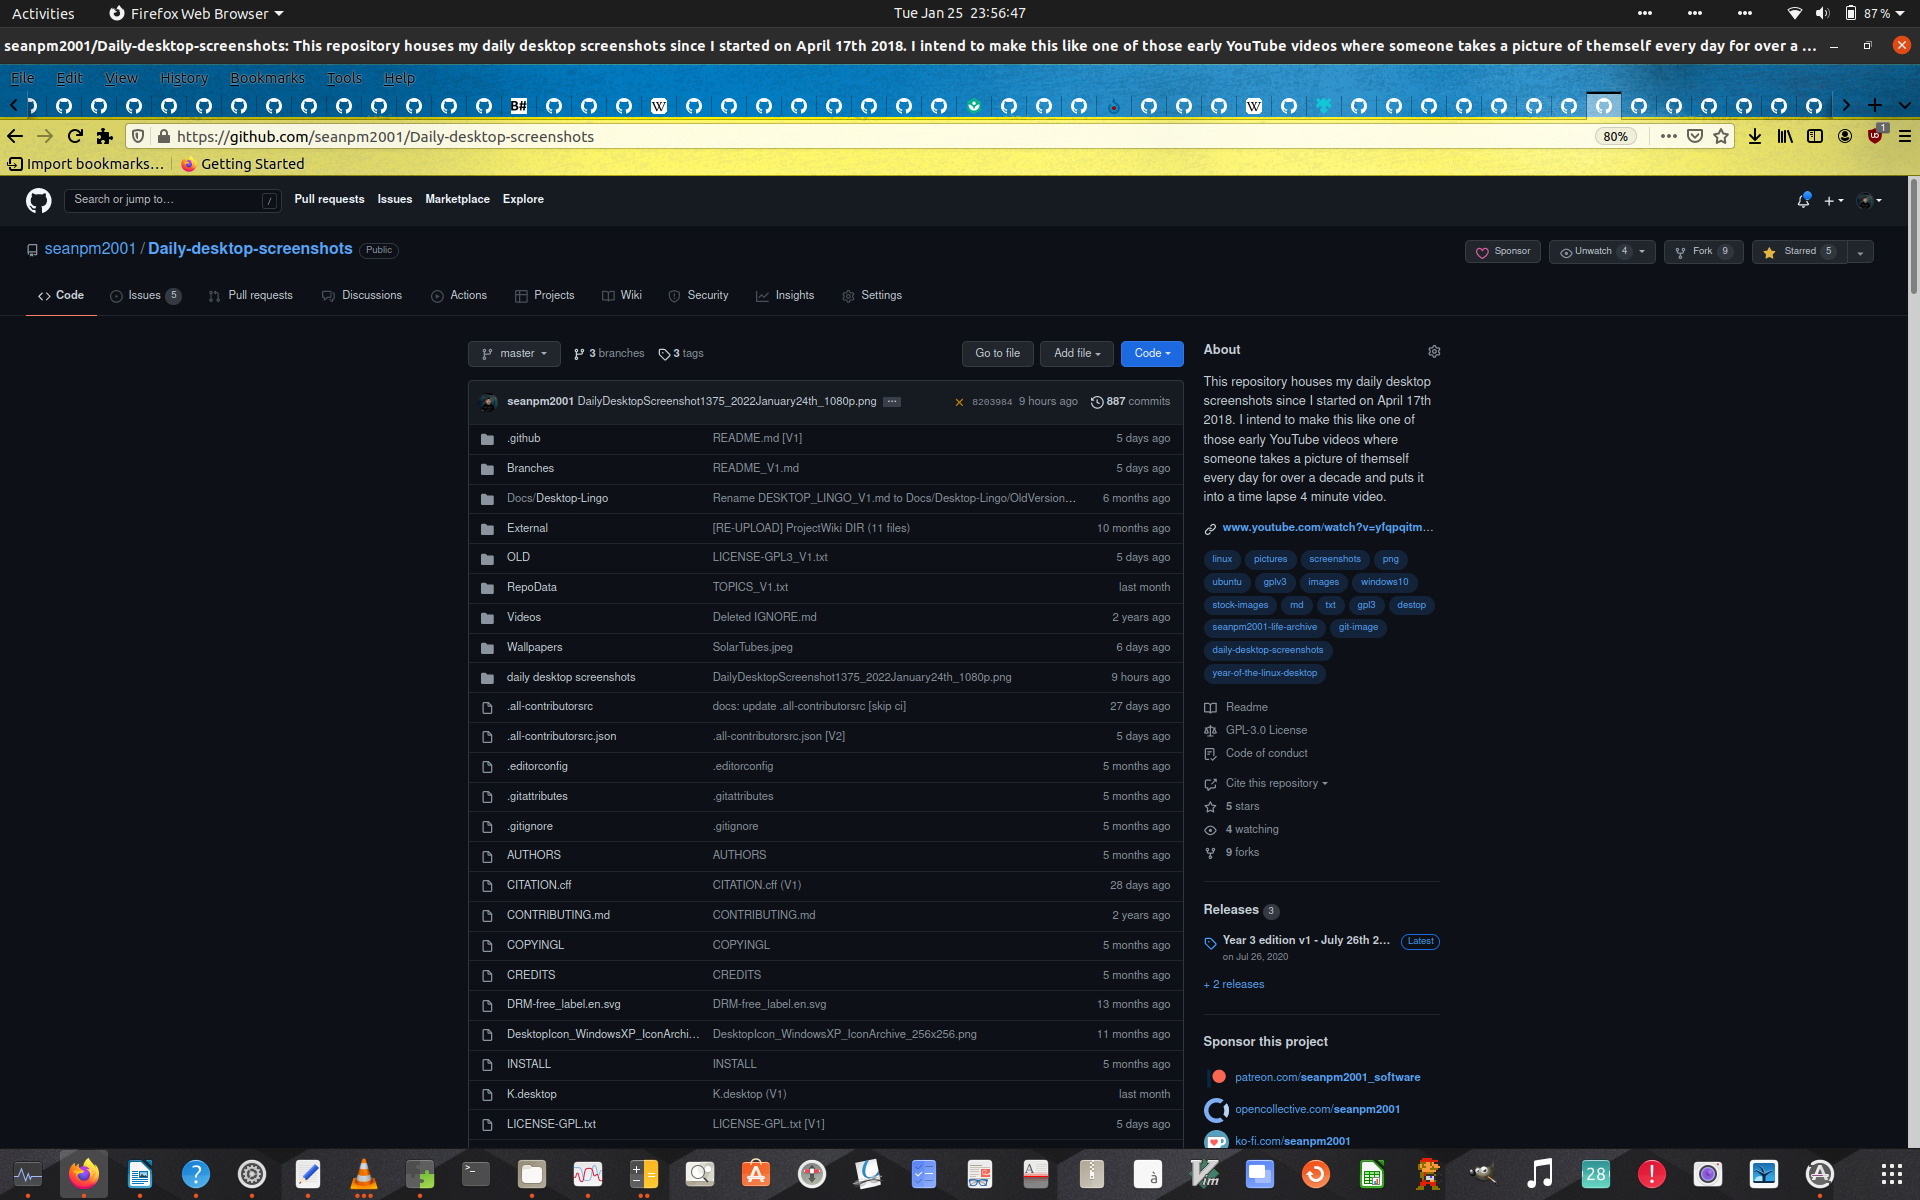 Activities
Firefox Web Browser
Tue Jan 25 23:56:47
87 %
seanpm2001/Daily-desktop-screenshots: This repository houses my daily desktop screenshots since I started on April 17th 2018. I intend to make this like one of those early YouTube videos where someone takes a picture of themself every day for over a ...
File Edit View History Bookmarks Tools Help
B#
W
W
https://github.com/seanpm2001/Daily-desktop-screenshots
80%
1
Import bookmarks...
Getting Started
Search or jump to...
/
Pull requests Issues Marketplace Explore
seanpm2001 / Daily-desktop-screenshots Public
Sponsor
Unwatch 4
Fork 9
Starred 5
Code
Issues 5
Pull requests
Discussions
Actions
Projects
Wiki
Security
Insights
Settings
master
3 branches
3 tags
Go to file
Add file
Code
seanpm2001 DailyDesktopScreenshot1375_2022January24th_1080p.png ...
8203984 9 hours ago
887 commits
.github README.md [V1] 5 days ago
Branches README_V1.md 5 days ago
Docs/Desktop-Lingo Rename DESKTOP_LINGO_V1.md to Docs/Desktop-Lingo/OldVersion... 6 months ago
External [RE-UPLOAD] ProjectWiki DIR (11 files) 10 months ago
OLD LICENSE-GPL3_V1.txt 5 days ago
RepoData TOPICS_V1.txt last month
Videos Deleted IGNORE.md 2 years ago
Wallpapers SolarTubes.jpeg 6 days ago
daily desktop screenshots DailyDesktopScreenshot1375_2022January24th_1080p.png 9 hours ago
.all-contributorsrc docs: update .all-contributorsrc [skip ci] 27 days ago
.all-contributorsrc.json .all-contributorsrc.json [V2] 5 days ago
.editorconfig .editorconfig 5 months ago
.gitattributes .gitattributes 5 months ago
.gitignore .gitignore 5 months ago
AUTHORS AUTHORS 5 months ago
CITATION.cff CITATION.cff (V1) 28 days ago
CONTRIBUTING.md CONTRIBUTING.md 2 years ago
COPYINGL COPYINGL 5 months ago
CREDITS CREDITS 5 months ago
DRM-free_label.en.svg DRM-free_label.en.svg 13 months ago
DesktopIcon_WindowsXP_IconArchi... DesktopIcon_WindowsXP_IconArchive_256x256.png 11 months ago
INSTALL INSTALL 5 months ago
K.desktop K.desktop (V1) last month
LICENSE-GPL.txt LICENSE-GPL.txt [V1] 5 days ago
About
This repository houses my daily desktop
screenshots since I started on April 17th
2018. I intend to make this like one of
those early YouTube videos where
someone takes a picture of themself
every day for over a decade and puts it
into a time lapse 4 minute video.
www.youtube.com/watch?v=yfqpqitm...
linux pictures screenshots png
ubuntu gplv3 images windows10
stock-images md txt gpl3 destop
seanpm2001-life-archive git-image
daily-desktop-screenshots
year-of-the-linux-desktop
Readme
GPL-3.0 License
Code of conduct
Cite this repository
5 stars
4 watching
9 forks
Releases 3
Year 3 edition v1 - July 26th 2... Latest
on Jul 26, 2020
+ 2 releases
Sponsor this project
patreon.com/seanpm2001_software
opencollective.com/seanpm2001
ko-fi.com/seanpm2001
?
>_
A
à
Vim
28